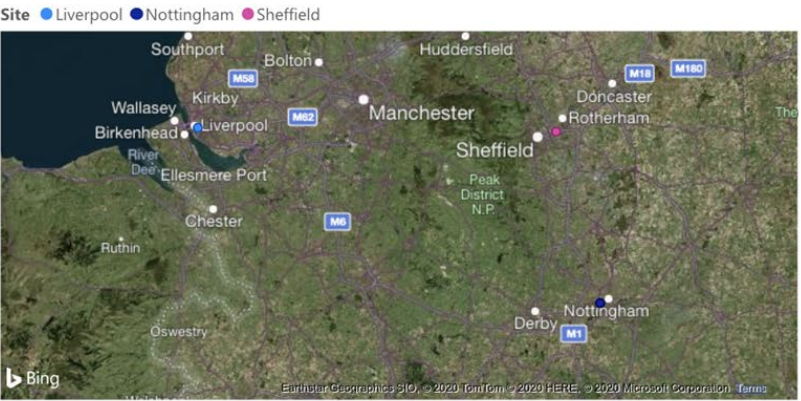 Site Liverpool Nottingham Sheffield
Southport
Huddersfield
Bolton
M58
M18
M180
Kirkby
Doncaster
Wallasey
M62
Manchester
Rotherham
The
Birkenhead
Liverpool
Sheffield
River
Dee
Ellesmere Port
Peak
District
N.P.
Chester
M6
Ruthin
Nottingham
Derby
M1
Oswestry
Bing
Earthstar Geographics SIO, © 2020 TomTom © 2020 HERE, © 2020 Microsoft Corporation Terms